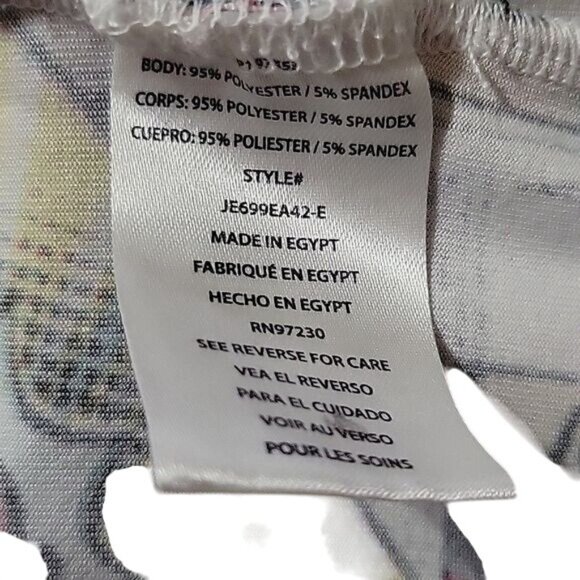 BODY: 95% POLYESTER / 5% SPANDEX
CORPS: 95% POLYESTER / 5% SPANDEX
CUEPRO: 95% POLIESTER / 5% SPANDEX
STYLE#
JE699EA42-E
MADE IN EGYPT
FABRIQUÉ EN EGYPT
HECHO EN EGYPT
RN97230
SEE REVERSE FOR CARE
VEA EL REVERSO
PARA EL CUIDADO
VOIR AU VERSO
POUR LES SOINS